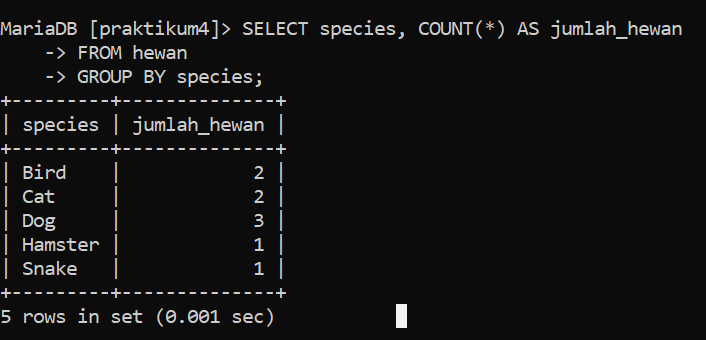 MariaDB [praktikum4]> SELECT species, COUNT(*) AS jumlah_hewan
    -> FROM hewan
    -> GROUP BY species;
+---------+--------------+
| species | jumlah_hewan |
+---------+--------------+
| Bird    |            2 |
| Cat     |            2 |
| Dog     |            3 |
| Hamster |            1 |
| Snake   |            1 |
+---------+--------------+
5 rows in set (0.001 sec)